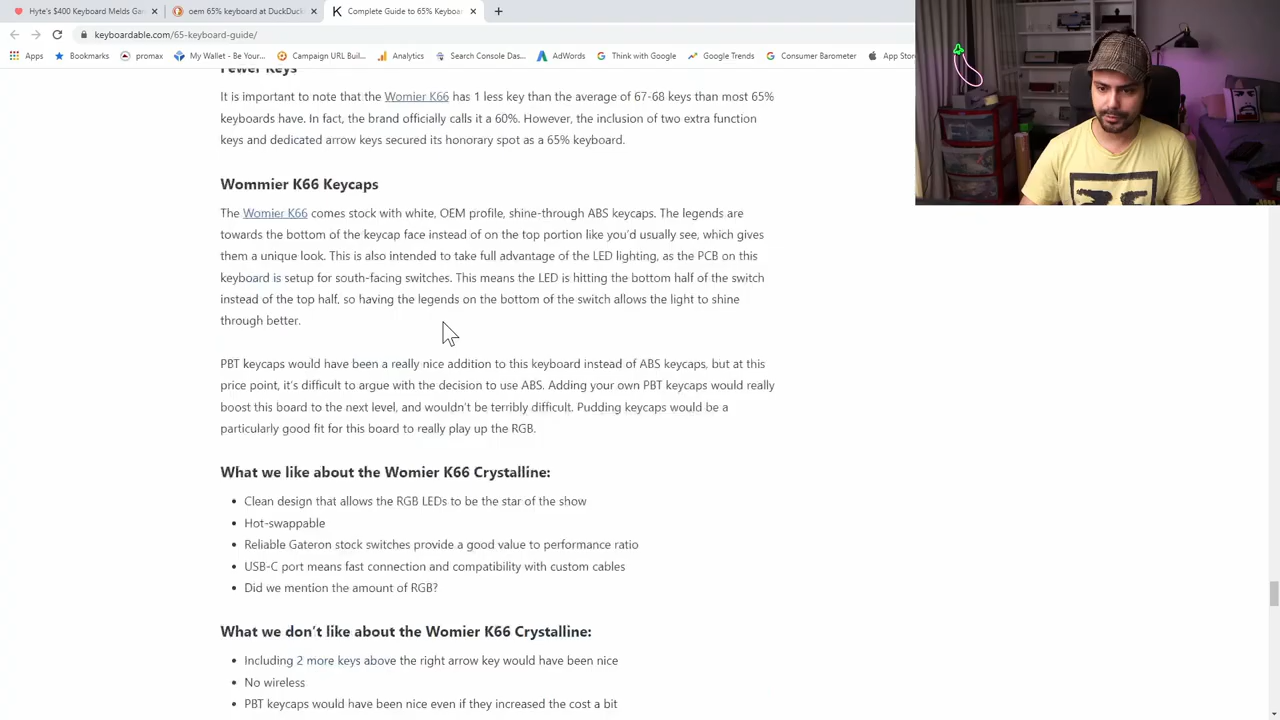 Hyte's $400 Keyboard Melds Ga
oem 65% keyboard at DuckDuck
Complete Guide to 65% Keyboa
keyboardable.com/65-keyboard-guide/
Apps
Bookmarks
promax
My Wallet - Be Your...
Campaign URL Buil...
Analytics
Search Console Das...
AdWords
Think with Google
Google Trends
Consumer Barometer
App Store
Fewer Keys
It is important to note that the Womier K66 has 1 less key than the average of 67-68 keys than most 65%
keyboards have. In fact, the brand officially calls it a 60%. However, the inclusion of two extra function
keys and dedicated arrow keys secured its honorary spot as a 65% keyboard.
Wommier K66 Keycaps
The Womier K66 comes stock with white, OEM profile, shine-through ABS keycaps. The legends are
towards the bottom of the keycap face instead of on the top portion like you'd usually see, which gives
them a unique look. This is also intended to take full advantage of the LED lighting, as the PCB on this
keyboard is setup for south-facing switches. This means the LED is hitting the bottom half of the switch
instead of the top half, so having the legends on the bottom of the switch allows the light to shine
through better.
PBT keycaps would have been a really nice addition to this keyboard instead of ABS keycaps, but at this
price point, it's difficult to argue with the decision to use ABS. Adding your own PBT keycaps would really
boost this board to the next level, and wouldn't be terribly difficult. Pudding keycaps would be a
particularly good fit for this board to really play up the RGB.
What we like about the Womier K66 Crystalline:
Clean design that allows the RGB LEDs to be the star of the show
Hot-swappable
Reliable Gateron stock switches provide a good value to performance ratio
USB-C port means fast connection and compatibility with custom cables
Did we mention the amount of RGB?
What we don't like about the Womier K66 Crystalline:
Including 2 more keys above the right arrow key would have been nice
No wireless
PBT keycaps would have been nice even if they increased the cost a bit